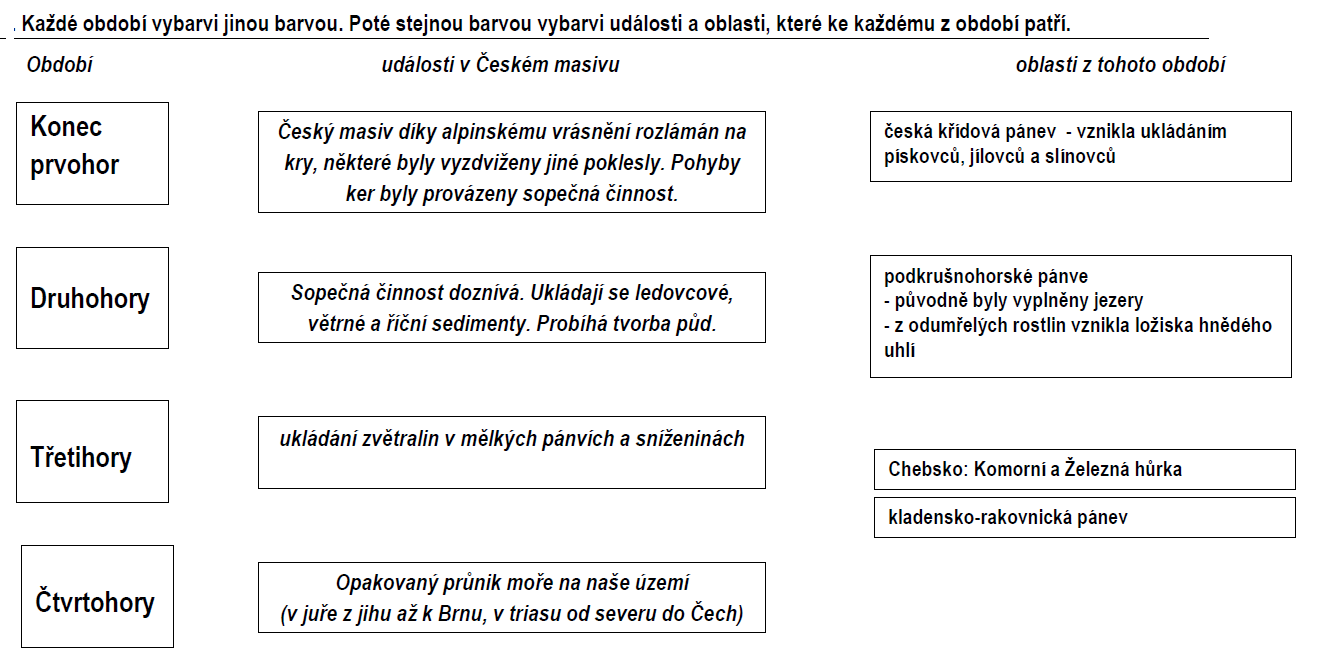 . Každé období vybarvi jinou barvou. Poté stejnou barvou vybarvi události a oblasti, které ke každému z období patří.
Období
události v Českém masivu
oblasti z tohoto období
Konec
prvohor
Český masiv díky alpinskému vrásnění rozlámán na
kry, některé byly vyzdviženy jiné poklesly. Pohyby
ker byly provázeny sopečná činnost.
česká křídová pánev - vznikla ukládáním
pískovců, jílovců a slínovců
Druhohory
Sopečná činnost doznívá. Ukládají se ledovcové,
větrné a říční sedimenty. Probíhá tvorba půd.
podkrušnohorské pánve
- původně byly vyplněny jezery
- z odumřelých rostlin vznikla ložiska hnědého
uhlí
Třetihory
ukládání zvětralin v mělkých pánvích a sníženinách
Chebsko: Komorní a Železná hůrka
kladensko-rakovnická pánev
Čtvrtohory
Opakovaný průnik moře na naše území
(v juře z jihu až k Brnu, v triasu od severu do Čech)